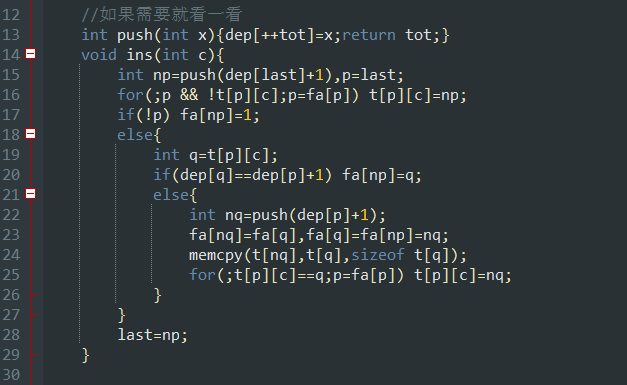 12 //如果需要就看一看
13 int push(int x){dep[++tot]=x;return tot;}
14 void ins(int c){
15 int np=push(dep[last]+1),p=last;
16 for(;p && !t[p][c];p=fa[p]) t[p][c]=np;
17 if(!p) fa[np]=1;
18 else{
19 int q=t[p][c];
20 if(dep[q]==dep[p]+1) fa[np]=q;
21 else{
22 int nq=push(dep[p]+1);
23 fa[nq]=fa[q],fa[q]=fa[np]=nq;
24 memcpy(t[nq],t[q],sizeof t[q]);
25 for(;t[p][c]==q;p=fa[p]) t[p][c]=nq;
26 }
27 }
28 last=np;
29 }
30